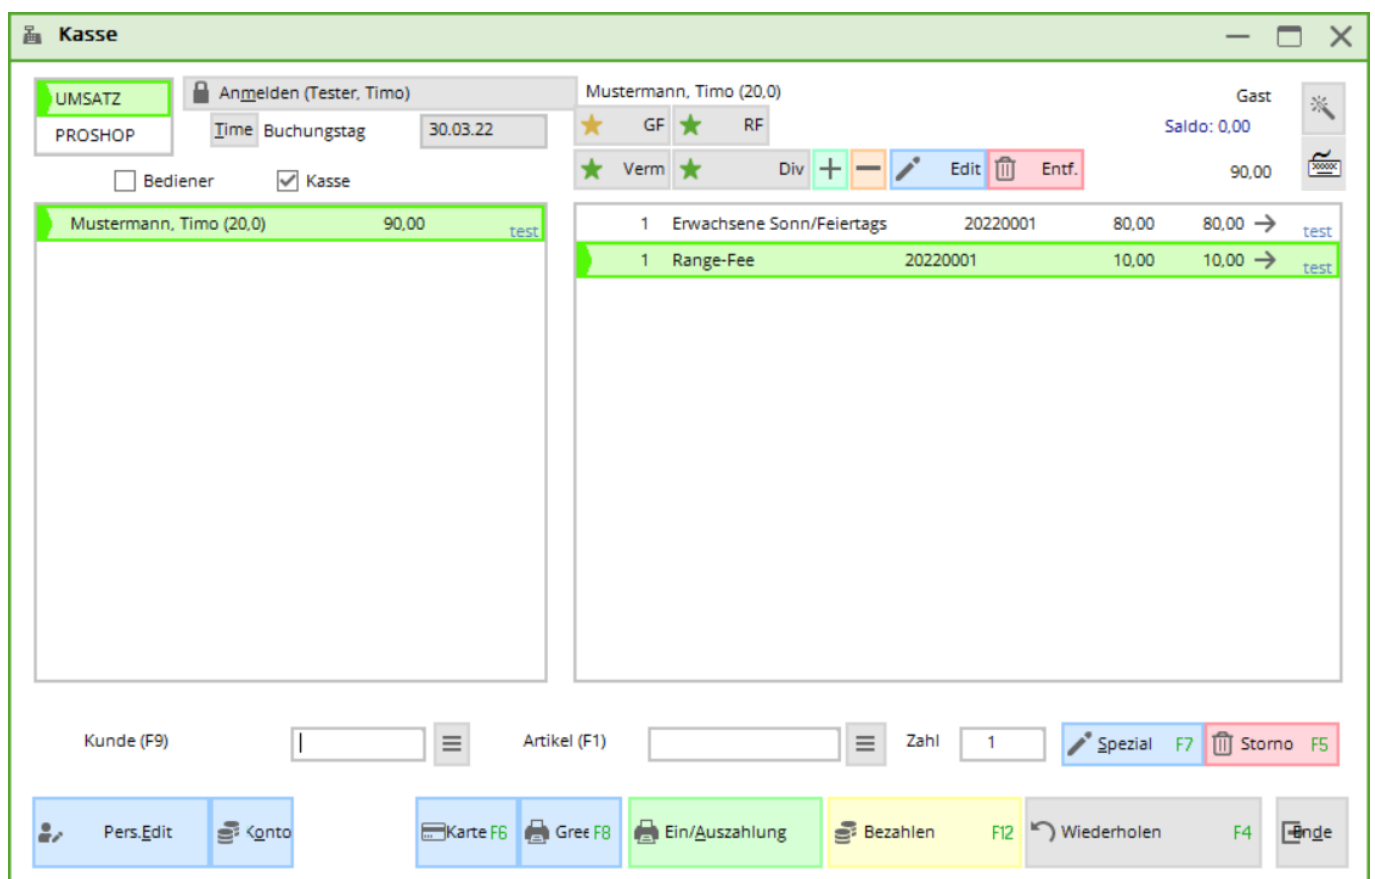 Kasse
UMSATZ
PROSHOP
Anmelden (Tester, Timo)
Time Buchungstag 30.03.22
Bediener Kasse
Mustermann, Timo (20,0) Gast
GF RF Saldo: 0,00
Verm Div Edit Entf. 90,00
Mustermann, Timo (20,0) 90,00 test
1 Erwachsene Sonn/Feiertags 20220001 80,00 80,00 test
1 Range-Fee 20220001 10,00 10,00 test
Kunde (F9) Artikel (F1) Zahl 1 Spezial F7 Storno F5
Pers.Edit Konto Karte F6 Gree F8 Ein/Auszahlung Bezahlen F12 Wiederholen F4 Ende